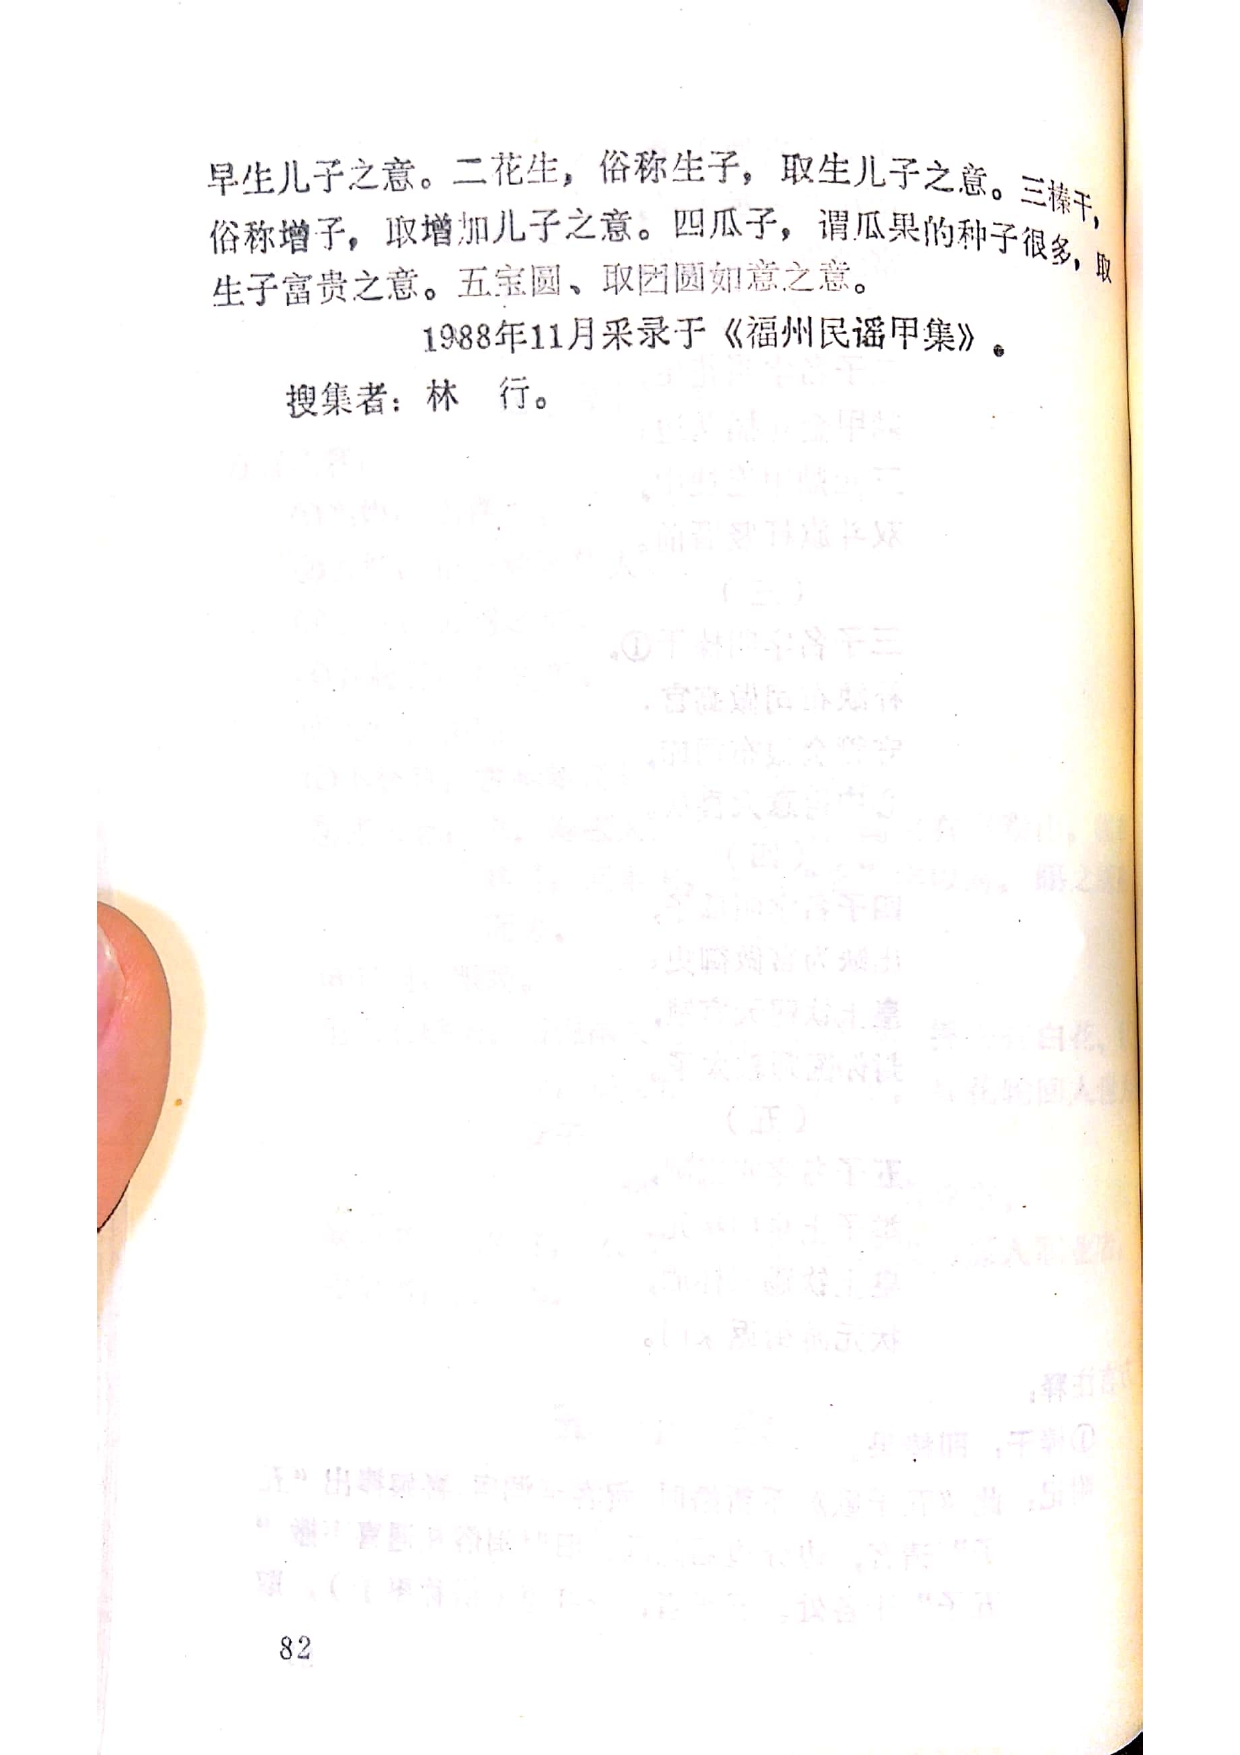 早生儿子之意。二花生，俗称生子，取生儿子之意。三榛干，
俗称增子，取增加儿子之意。四瓜子，谓瓜果的种子很多，取
生子富贵之意。五宝圆、取团圆如意之意。
1988年11月采录于《福州民谣甲集》。
搜集者：林　行。
82